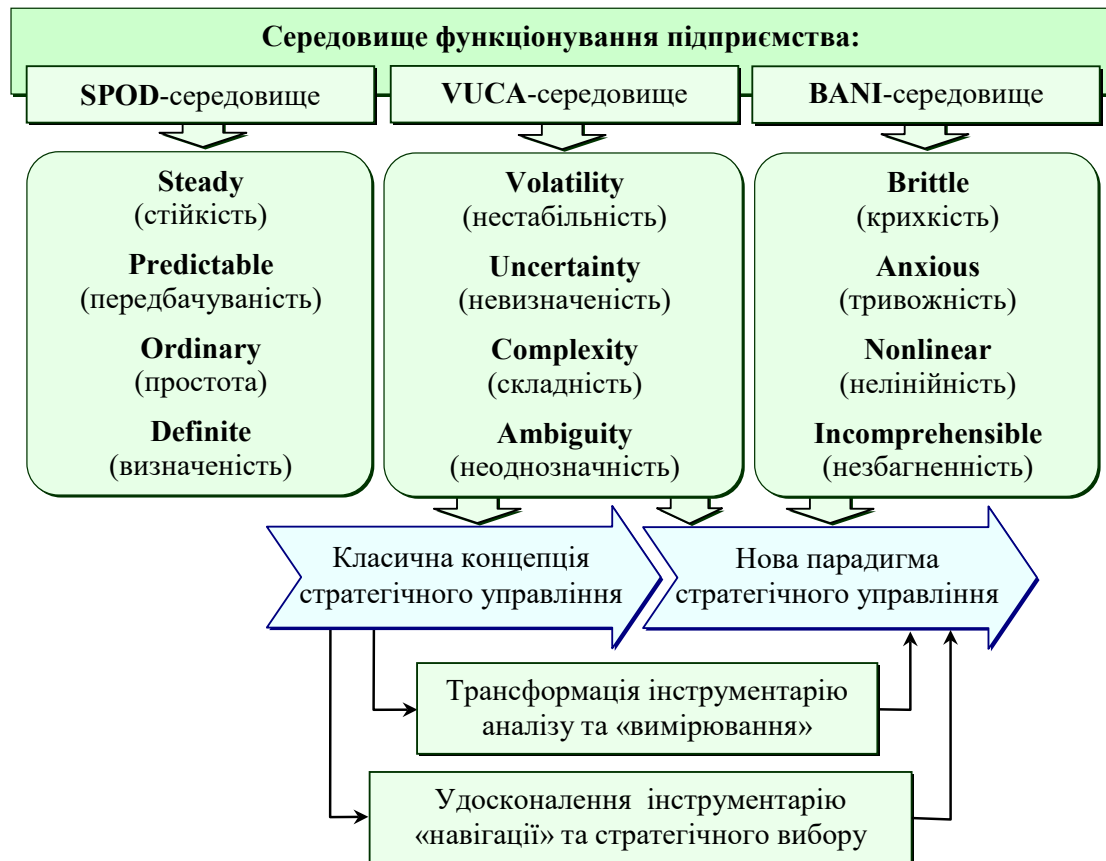 Середовище функціонування підприємства:
SPOD-середовище
VUCA-середовище
BANI-середовище
Steady
(стійкість)
Predictable
(передбачуваність)
Ordinary
(простота)
Definite
(визначеність)
Volatility
(нестабільність)
Uncertainty
(невизначеність)
Complexity
(складність)
Ambiguity
(неоднозначність)
Brittle
(крихкість)
Anxious
(тривожність)
Nonlinear
(нелінійність)
Incomprehensible
(незбагненність)
Класична концепція
стратегічного управління
Нова парадигма
стратегічного управління
Трансформація інструментарію
аналізу та «вимірювання»
Удосконалення інструментарію
«навігації» та стратегічного вибору